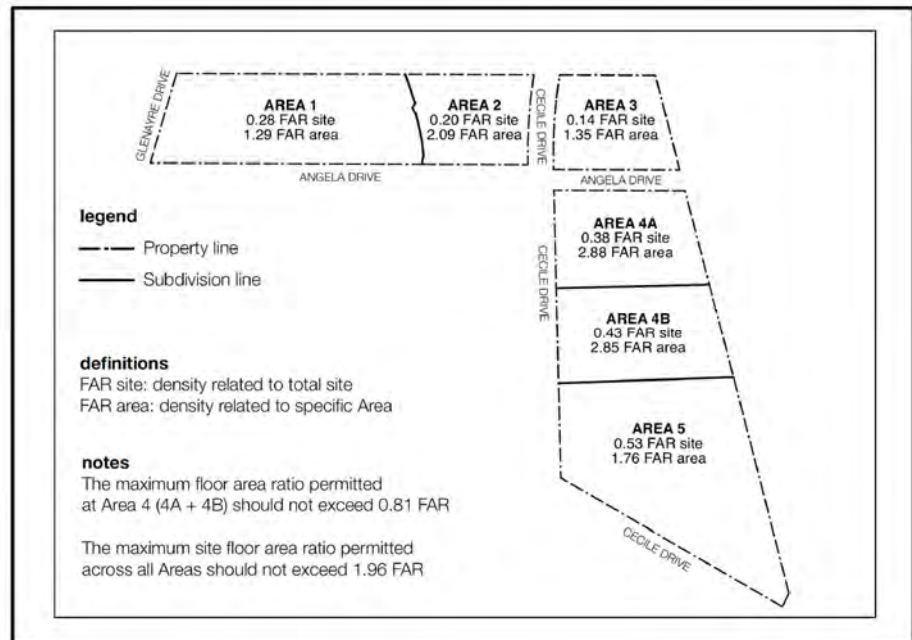 GLENAYRE DRIVE
AREA 1
0.28 FAR site
1.29 FAR area
AREA 2
0.20 FAR site
2.09 FAR area
CECILE DRIVE
AREA 3
0.14 FAR site
1.35 FAR area
ANGELA DRIVE
ANGELA DRIVE
legend
Property line
Subdivision line
CECILE DRIVE
AREA 4A
0.38 FAR site
2.88 FAR area
AREA 4B
0.43 FAR site
2.85 FAR area
definitions
FAR site: density related to total site
FAR area: density related to specific Area
AREA 5
0.53 FAR site
1.76 FAR area
notes
The maximum floor area ratio permitted
at Area 4 (4A + 4B) should not exceed 0.81 FAR
The maximum site floor area ratio permitted
across all Areas should not exceed 1.96 FAR
CECILE DRIVE